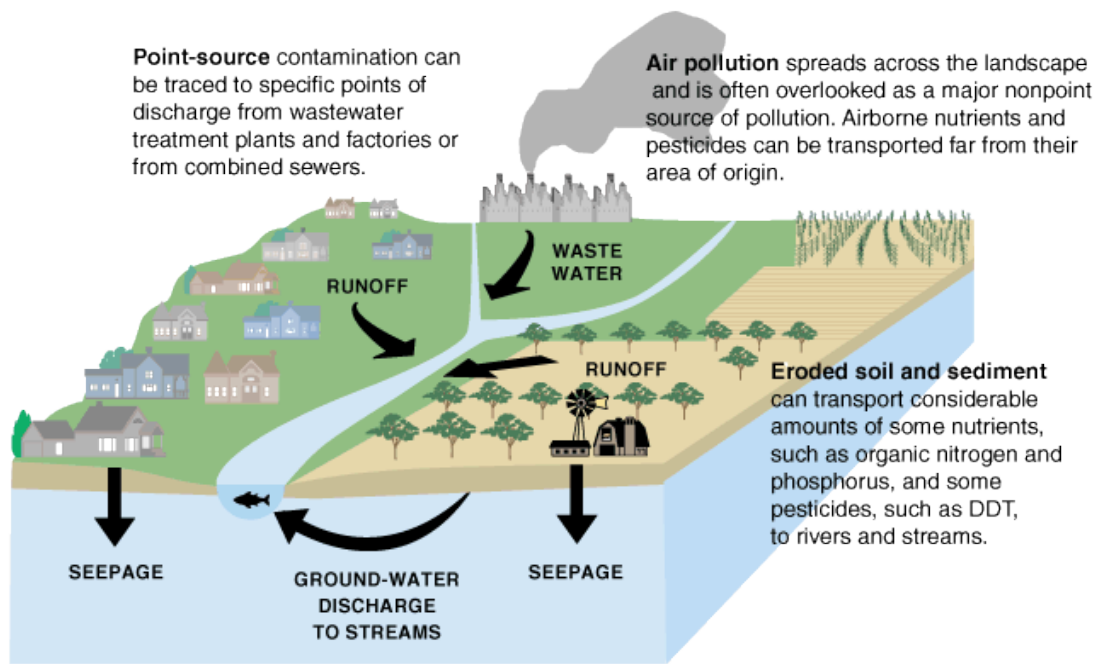 Point-source contamination can
be traced to specific points of
discharge from wastewater
treatment plants and factories or
from combined sewers.
Air pollution spreads across the landscape
and is often overlooked as a major nonpoint
source of pollution. Airborne nutrients and
pesticides can be transported far from their
area of origin.
WASTE
WATER
RUNOFF
RUNOFF
Eroded soil and sediment
can transport considerable
amounts of some nutrients,
such as organic nitrogen and
phosphorus, and some
pesticides, such as DDT,
to rivers and streams.
SEEPAGE
GROUND-WATER
DISCHARGE
TO STREAMS
SEEPAGE